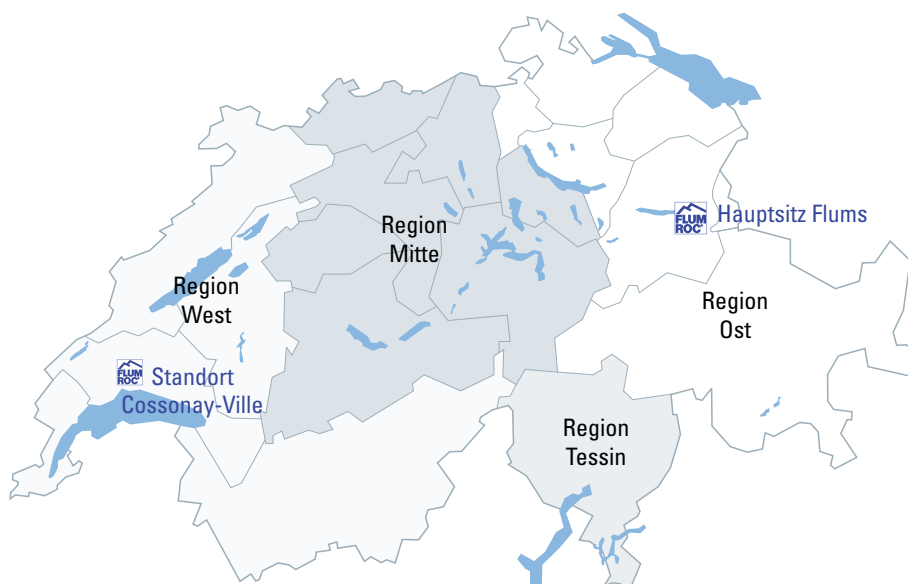 FLUM
ROC®
Hauptsitz Flums
Region
Mitte
Region
West
Region
Ost
FLUM
ROC®
Standort
Cossonay-Ville
Region
Tessin